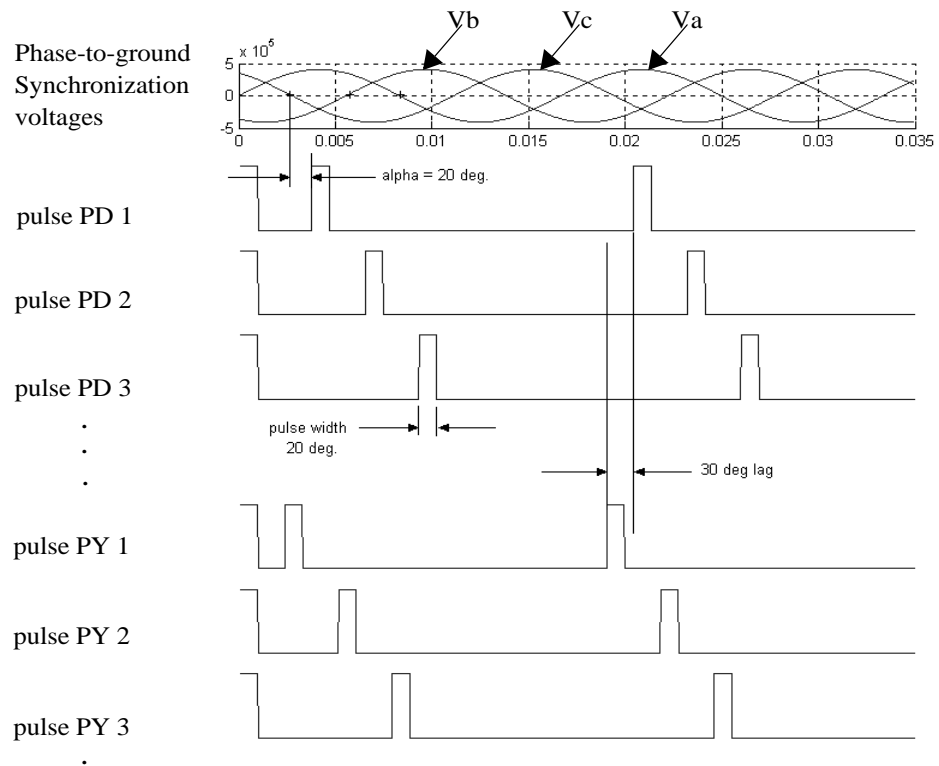 Vb Vc Va
Phase-to-ground
Synchronization
voltages
x 10^5
5
0
-5
0 0.005 0.01 0.015 0.02 0.025 0.03 0.035
alpha = 20 deg.
pulse PD 1
pulse PD 2
pulse PD 3
pulse width
20 deg.
.
.
.
30 deg lag
pulse PY 1
pulse PY 2
pulse PY 3
.